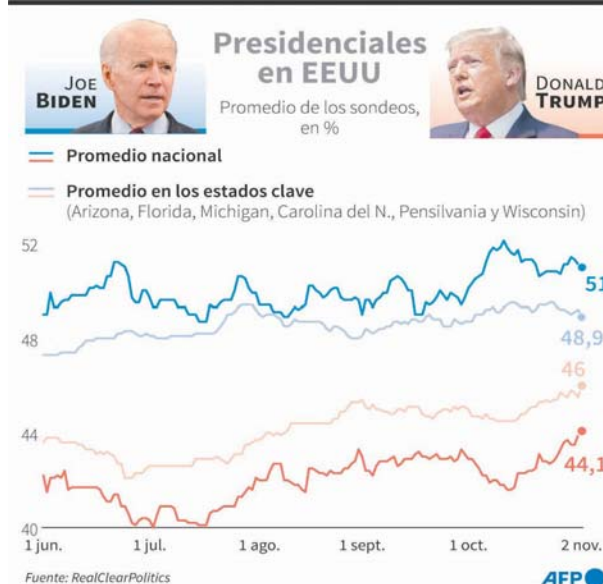 Presidenciales
en EEUU
JOE
BIDEN
Promedio de los sondeos,
en %
DONALD
TRUMP
Promedio nacional
Promedio en los estados clave
(Arizona, Florida, Michigan, Carolina del N., Pensilvania y Wisconsin)
52
51
48
48,9
46
44
44,1
40
1 jun.
1 jul.
1 ago.
1 sept.
1 oct.
2 nov.
Fuente: RealClearPolitics
AFP